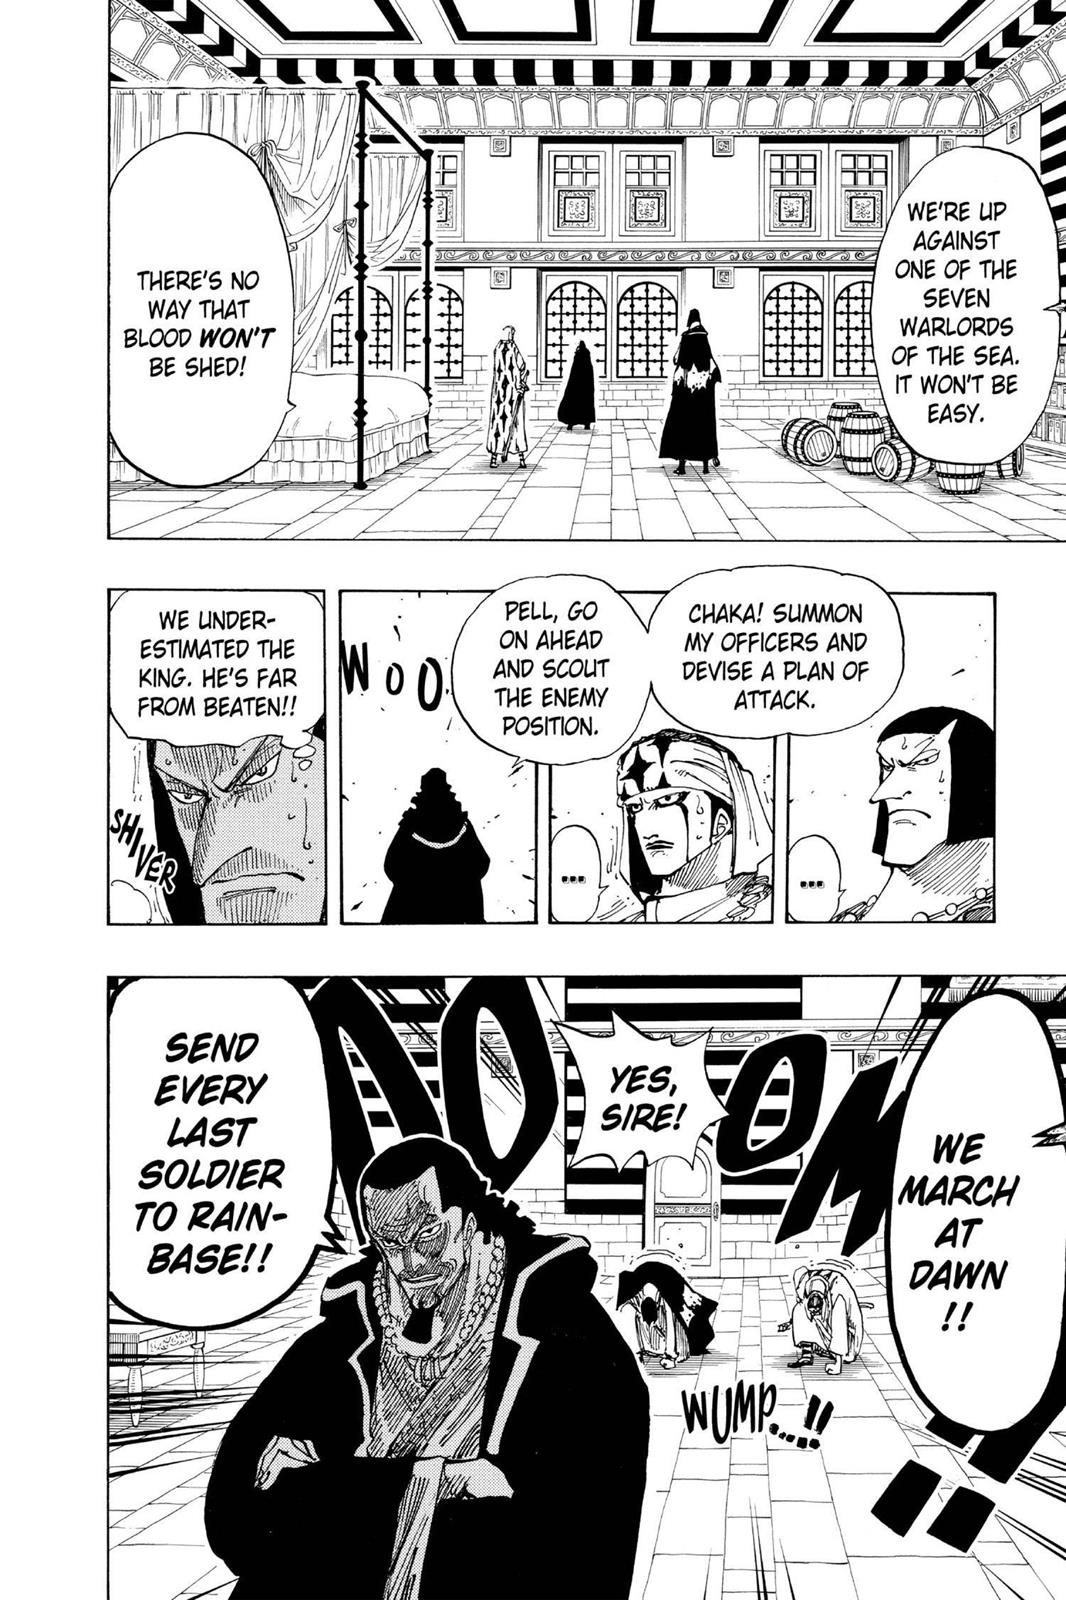 WE'RE UP
AGAINST
ONE OF THE
SEVEN
WARLORDS
OF THE SEA.
IT WON'T BE
EASY.
THERE'S NO
WAY THAT
BLOOD WON'T
BE SHED!
CHAKA! SUMMON
MY OFFICERS AND
DEVISE A PLAN OF
ATTACK.
...
PELL, GO
ON AHEAD
AND SCOUT
THE ENEMY
POSITION.
...
WOO
WE UNDER-
ESTIMATED THE
KING. HE'S FAR
FROM BEATEN!!
SHIVER
WE
MARCH
AT
DAWN
!!
YES,
SIRE!
DOOM!!
WUMP...!!
SEND
EVERY
LAST
SOLDIER
TO RAIN-
BASE!!